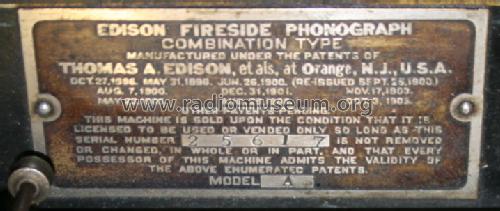 EDISON FIRESIDE PHONOGRAPH
COMBINATION TYPE
MANUFACTURED UNDER THE PATENTS OF
THOMAS A. EDISON, et als, at Orange, N.J., U.S.A.
OCT. 27, 1896. MAY 31, 1898. JUN. 26, 1900. (RE-ISSUED SEPT. 25, 1900.)
AUG. 7, 1900. DEC. 31, 1901. NOV. 17, 1903.
MAY
www.radiomuseum.org
THIS MACHINE IS SOLD UPON THE CONDITION THAT IT IS
LICENSED TO BE USED OR VENDED ONLY SO LONG AS THIS
SERIAL NUMBER 25617 IS NOT REMOVED
OR CHANGED, IN WHOLE OR IN PART, AND THAT EVERY
POSSESSOR OF THIS MACHINE ADMITS THE VALIDITY OF
THE ABOVE ENUMERATED PATENTS.
MODEL A